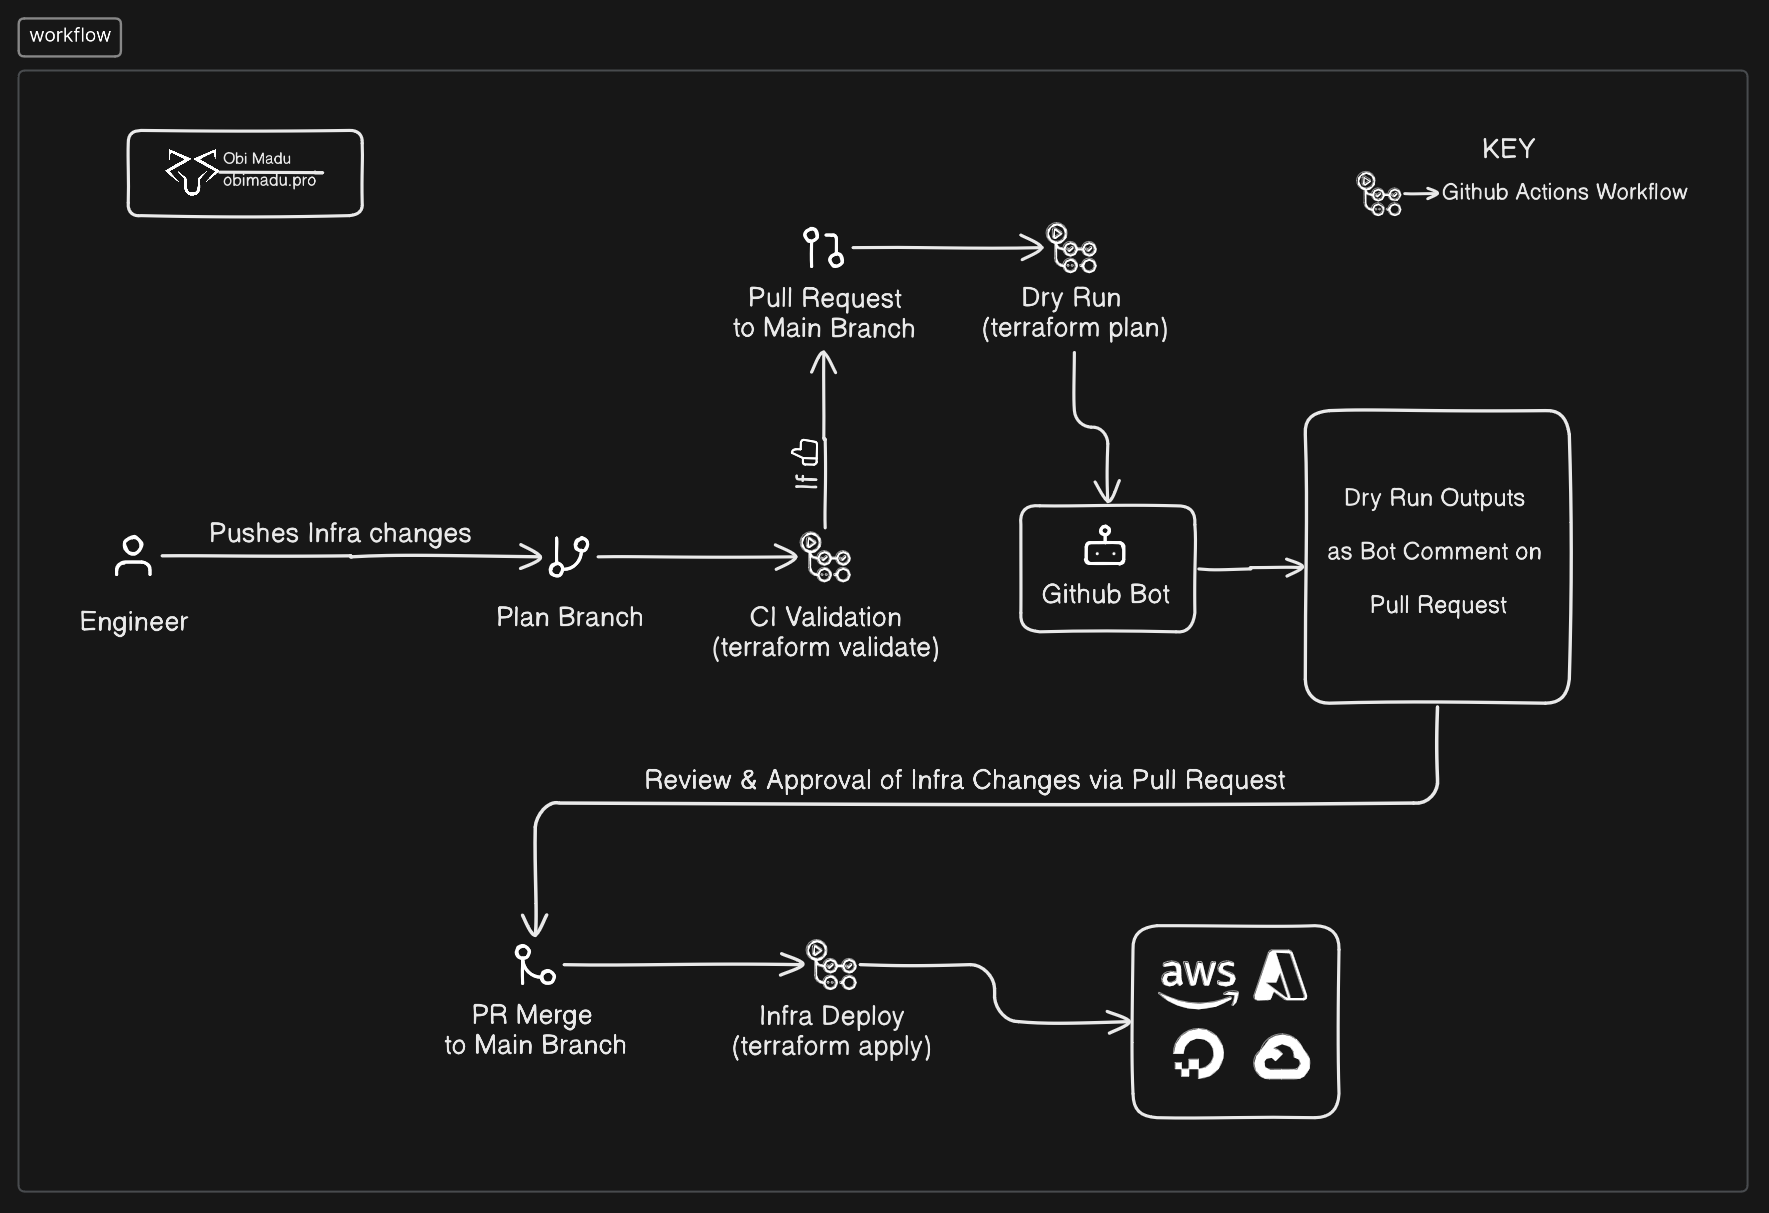 workflow
Obi Madu
obimadu.pro
KEY
Github Actions Workflow
Pull Request
to Main Branch
Dry Run
(terraform plan)
If
Pushes Infra changes
Engineer
Plan Branch
CI Validation
(terraform validate)
Github Bot
Dry Run Outputs
as Bot Comment on
Pull Request
Review & Approval of Infra Changes via Pull Request
PR Merge
to Main Branch
Infra Deploy
(terraform apply)
aws